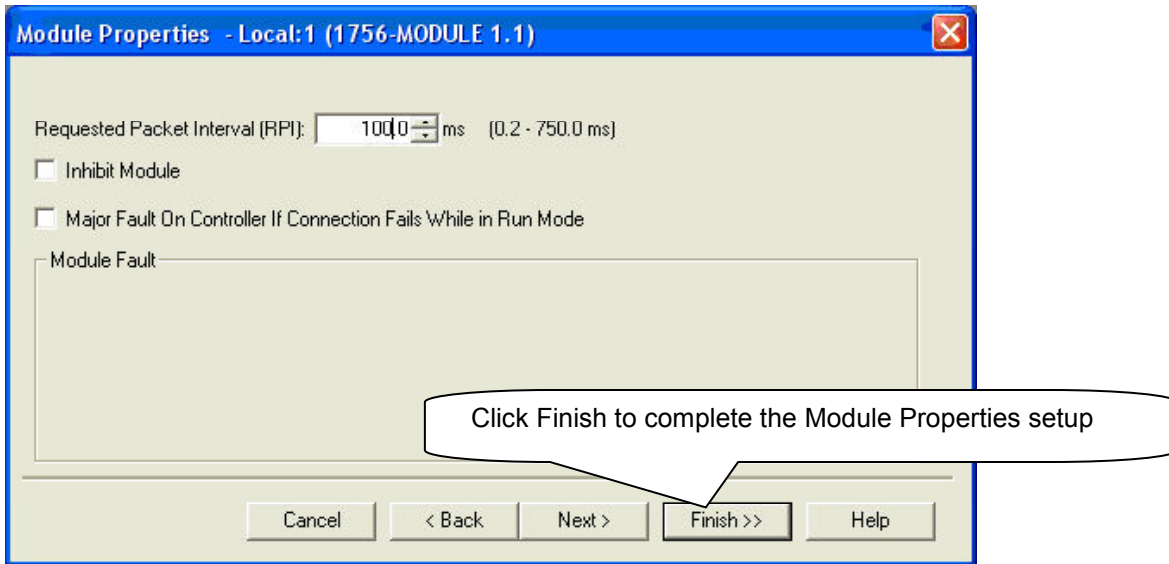 Module Properties - Local:1 (1756-MODULE 1.1)
Requested Packet Interval (RPI): 100.0 ms (0.2 - 750.0 ms)
Inhibit Module
Major Fault On Controller If Connection Fails While in Run Mode
Module Fault
Click Finish to complete the Module Properties setup
Cancel < Back Next > Finish >> Help